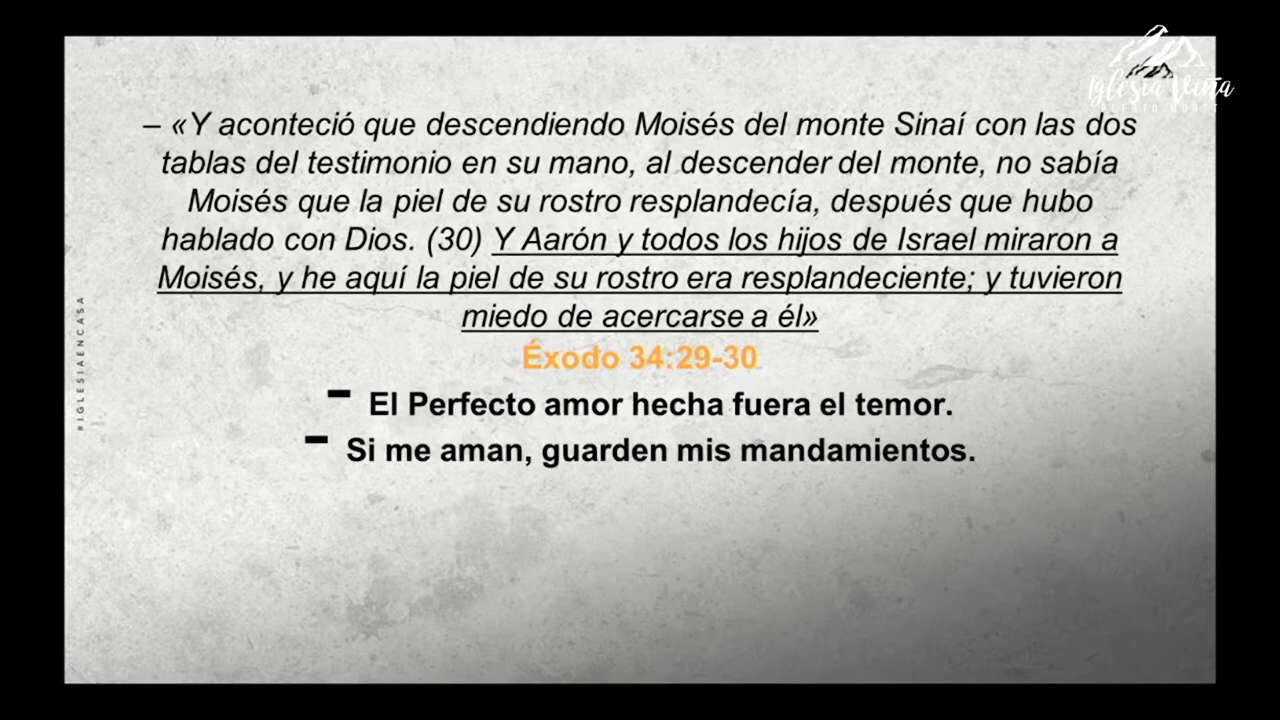 Iglesia Viña
PUERTO MONTT
– «Y aconteció que descendiendo Moisés del monte Sinaí con las dos
tablas del testimonio en su mano, al descender del monte, no sabía
Moisés que la piel de su rostro resplandecía, después que hubo
hablado con Dios. (30) Y Aarón y todos los hijos de Israel miraron a
Moisés, y he aquí la piel de su rostro era resplandeciente; y tuvieron
miedo de acercarse a él»
Éxodo 34:29-30
- El Perfecto amor hecha fuera el temor.
- Si me aman, guarden mis mandamientos.
#IGLESIAENCASA